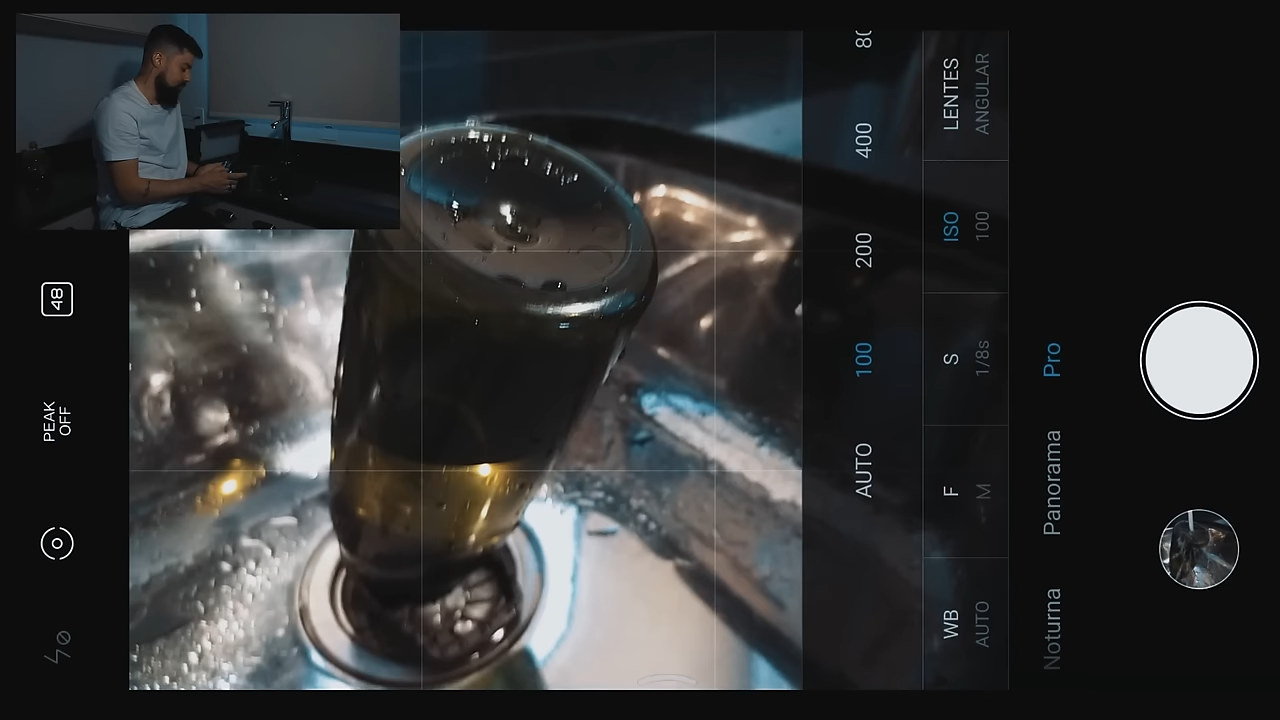 48
PEAK
OFF
80
400
200
100
AUTO
LENTES
ANGULAR
ISO
100
S
1/8s
F
M
WB
AUTO
Pro
Panorama
Noturna